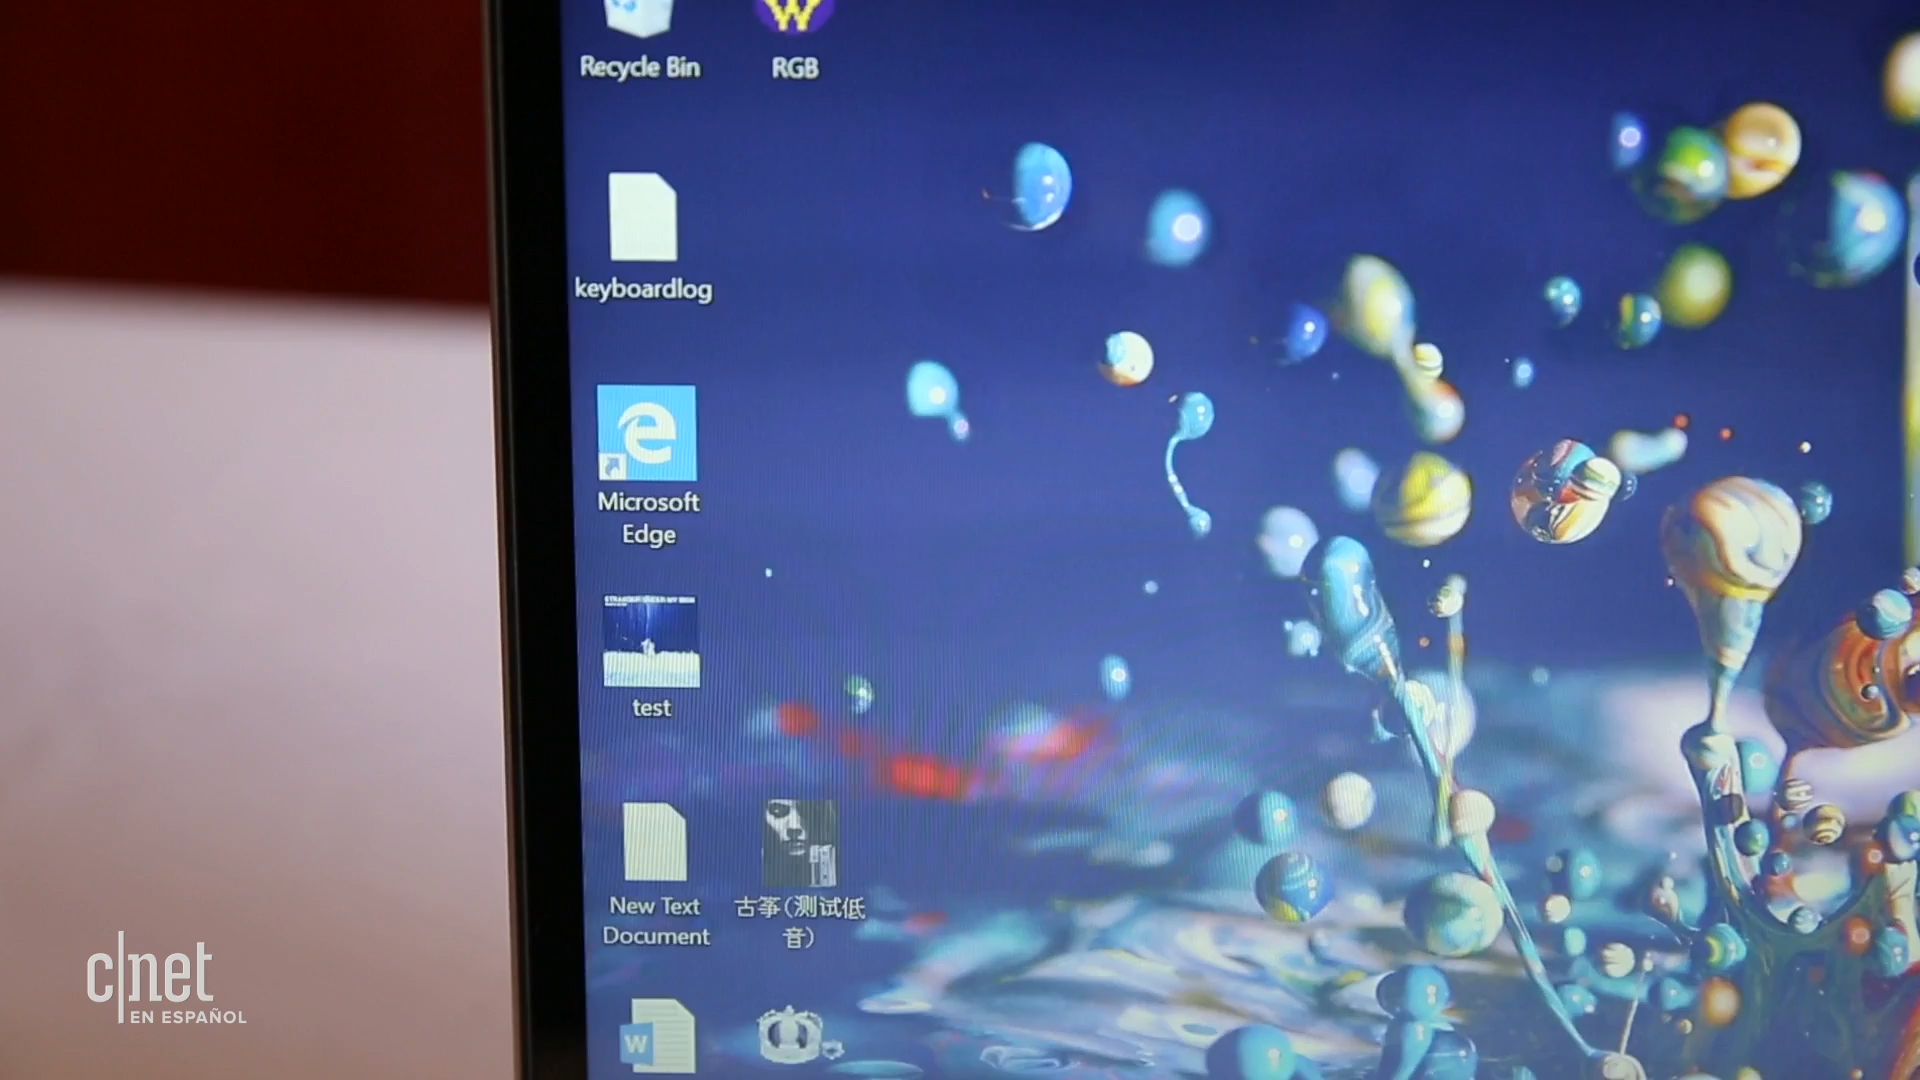 Recycle Bin
RGB
keyboardlog
Microsoft
Edge
test
New Text
Document
古筝(测试低
音)
W
c|net
EN ESPAÑOL